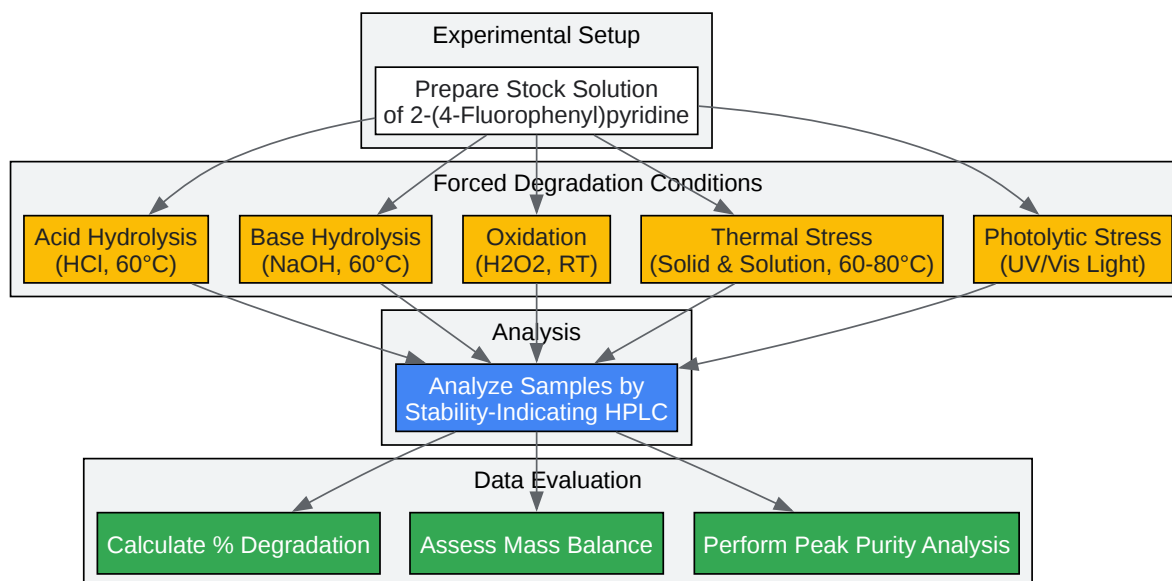 Experimental Setup
Prepare Stock Solution
of 2-(4-Fluorophenyl)pyridine
Forced Degradation Conditions
Acid Hydrolysis
(HCl, 60°C)
Base Hydrolysis
(NaOH, 60°C)
Oxidation
(H2O2, RT)
Thermal Stress
(Solid & Solution, 60-80°C)
Photolytic Stress
(UV/Vis Light)
Analysis
Analyze Samples by
Stability-Indicating HPLC
Data Evaluation
Calculate % Degradation
Assess Mass Balance
Perform Peak Purity Analysis